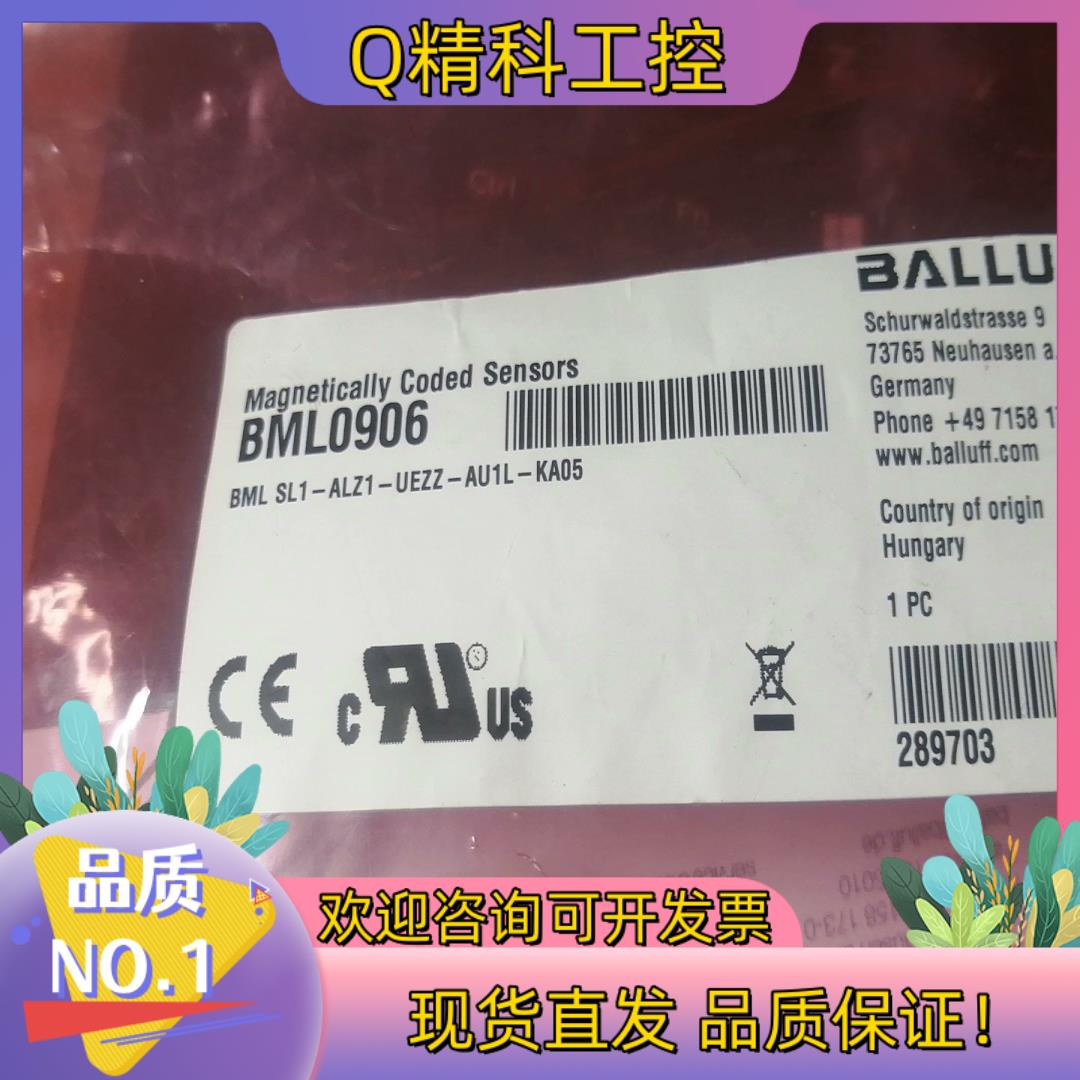 Q精科工控
BALLU
Schurwaldstrasse 9
73765 Neuhausen a.
Germany
Phone +49 7158 1
www.balluff.com
Country of origin
Hungary
1 PC
289703
Magnetically Coded Sensors
BML0906
BML SL1-ALZ1-UEZZ-AU1L-KA05
CE
c RU ® US
品质
NO.1
欢迎咨询可开发票
现货直发 品质保证!